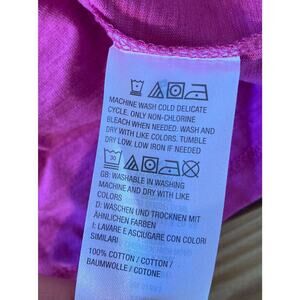 MACHINE WASH COLD DELICATE
CYCLE. ONLY NON-CHLORINE
BLEACH WHEN NEEDED. WASH AND
DRY WITH LIKE COLORS. TUMBLE
DRY LOW. LOW IRON IF NEEDED
30
GB: WASHABLE IN WASHING
MACHINE AND DRY WITH LIKE
COLORS
D: WASCHEN UND TROCKNEN MIT
ÄHNLICHEN FARBEN
I: LAVARE E ASCIUGARE CON COLORI
SIMILARI
100% COTTON / COTTON /
BAUMWOLLE / COTONE